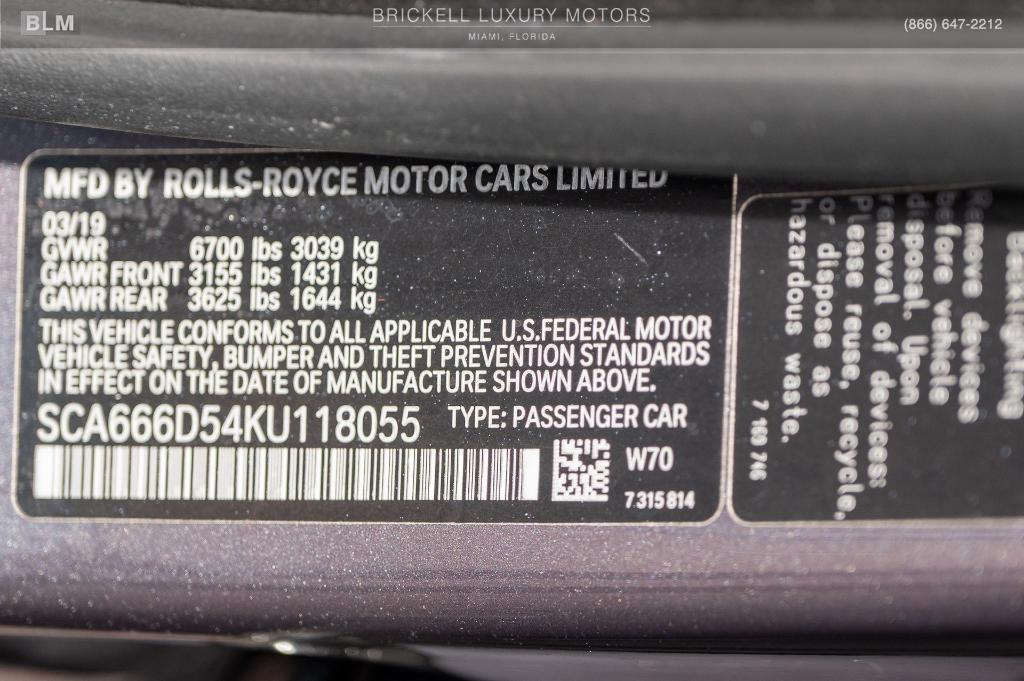 BLM
BRICKELL LUXURY MOTORS
MIAMI, FLORIDA
(866) 647-2212
MFD BY ROLLS-ROYCE MOTOR CARS LIMITED
03/19
GVWR 6700 lbs 3039 kg
GAWR FRONT 3155 lbs 1431 kg
GAWR REAR 3625 lbs 1644 kg
THIS VEHICLE CONFORMS TO ALL APPLICABLE U.S.FEDERAL MOTOR
VEHICLE SAFETY, BUMPER AND THEFT PREVENTION STANDARDS
IN EFFECT ON THE DATE OF MANUFACTURE SHOWN ABOVE.
SCA666D54KU118055 TYPE: PASSENGER CAR
W70
7 315 814
Backlighting
Remove devices
before vehicle
disposal. Upon
removal of devices
Please reuse, recycle,
or dispose as
hazardous waste.
7 169 746